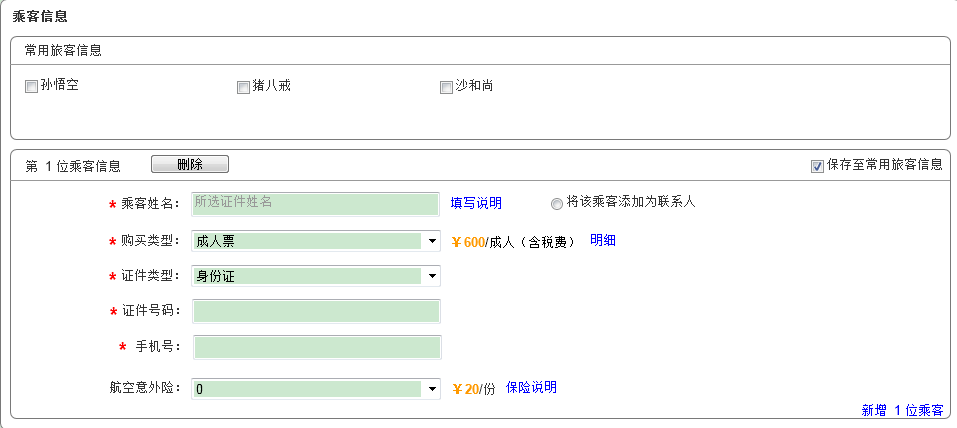 乘客信息
常用旅客信息
孙悟空 猪八戒 沙和尚
第 1 位乘客信息 删除 保存至常用旅客信息
* 乘客姓名： 所选证件姓名 填写说明 将该乘客添加为联系人
* 购买类型： 成人票 ￥600/成人（含税费） 明细
* 证件类型： 身份证
* 证件号码：
* 手机号：
航空意外险： 0 ￥20/份 保险说明
新增 1 位乘客